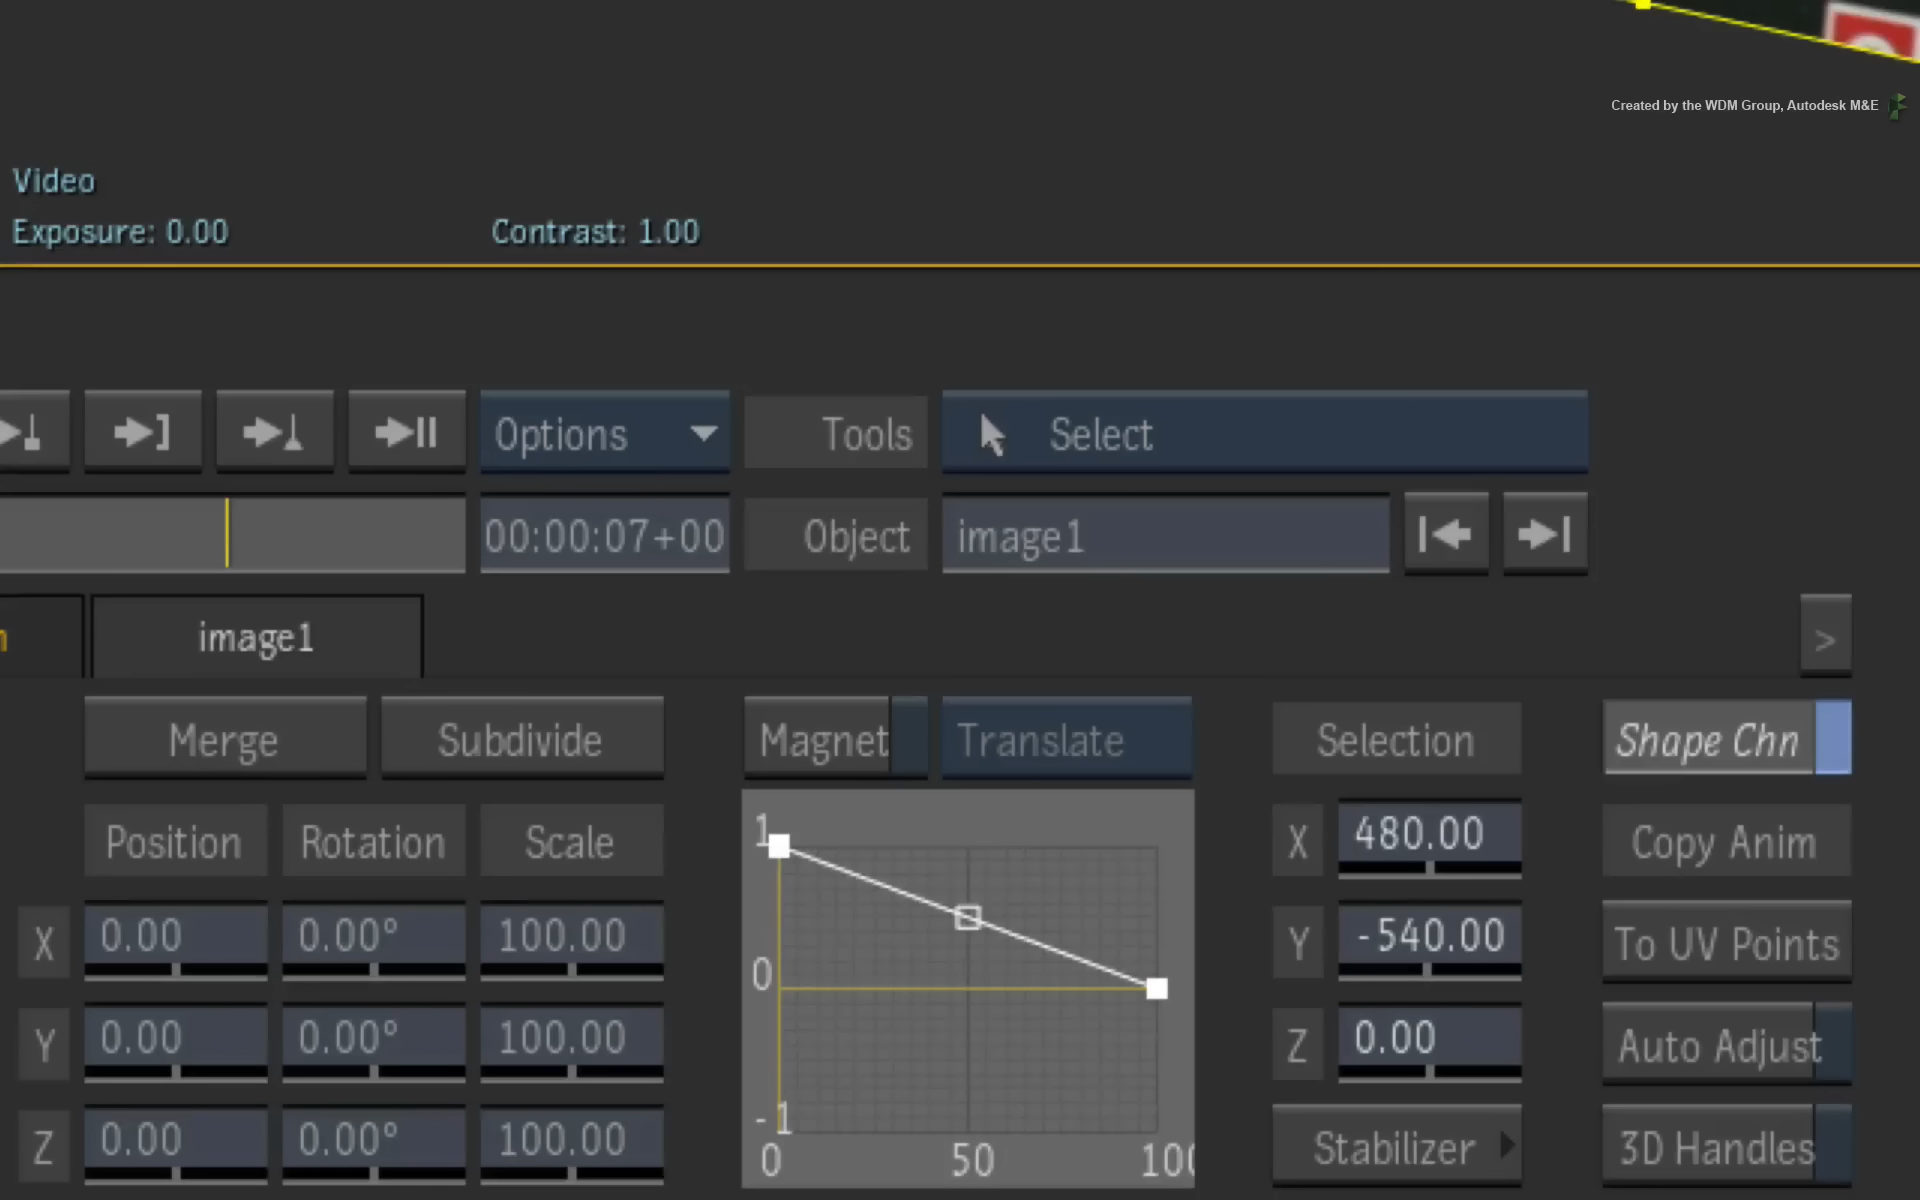 Created by the WDM Group, Autodesk M&E
Video
Exposure: 0.00 Contrast: 1.00
Options Tools Select
00:00:07+00 Object image1
image1 >
Merge Subdivide Magnet Translate Selection Shape Chn
Position Rotation Scale 1 X 480.00 Copy Anim
X 0.00 0.00° 100.00 0 Y -540.00 To UV Points
Y 0.00 0.00° 100.00 Z 0.00 Auto Adjust
Z 0.00 0.00° 100.00 -1 Stabilizer 3D Handles
0 50 100